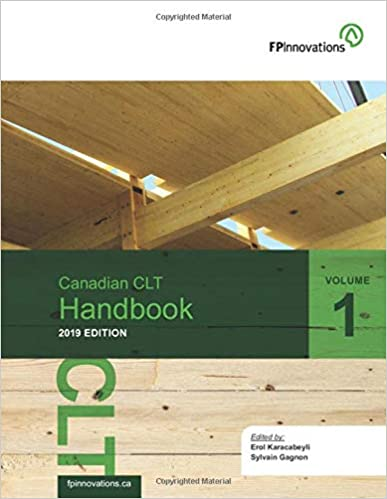 Copyrighted Material
FPInnovations
Canadian CLT
Handbook
2019 EDITION
VOLUME
1
CLT
Edited by:
Erol Karacabeyli
Sylvain Gagnon
fpinnovations.ca
Copyrighted Material